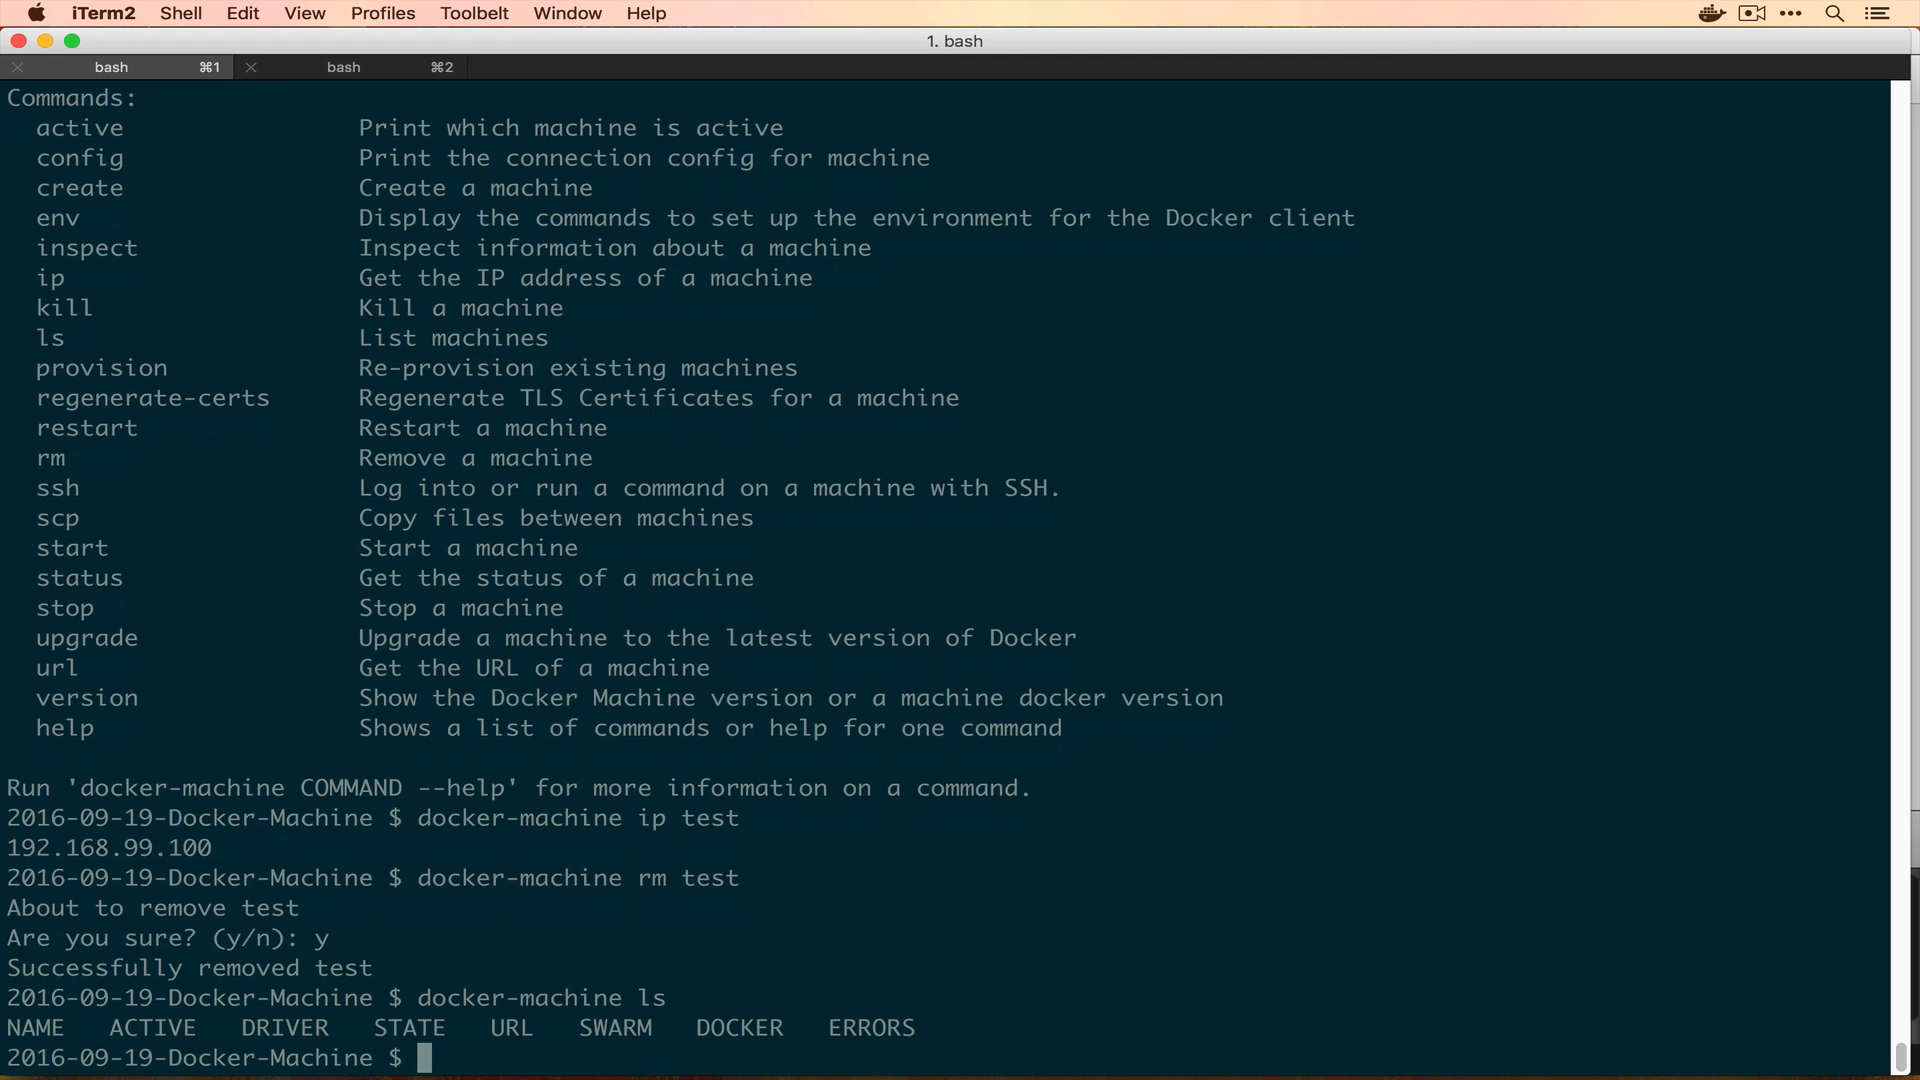 iTerm2 Shell Edit View Profiles Toolbelt Window Help
1. bash
bash ⌘1 bash ⌘2
Commands:
active Print which machine is active
config Print the connection config for machine
create Create a machine
env Display the commands to set up the environment for the Docker client
inspect Inspect information about a machine
ip Get the IP address of a machine
kill Kill a machine
ls List machines
provision Re-provision existing machines
regenerate-certs Regenerate TLS Certificates for a machine
restart Restart a machine
rm Remove a machine
ssh Log into or run a command on a machine with SSH.
scp Copy files between machines
start Start a machine
status Get the status of a machine
stop Stop a machine
upgrade Upgrade a machine to the latest version of Docker
url Get the URL of a machine
version Show the Docker Machine version or a machine docker version
help Shows a list of commands or help for one command
Run 'docker-machine COMMAND --help' for more information on a command.
2016-09-19-Docker-Machine $ docker-machine ip test
192.168.99.100
2016-09-19-Docker-Machine $ docker-machine rm test
About to remove test
Are you sure? (y/n): y
Successfully removed test
2016-09-19-Docker-Machine $ docker-machine ls
NAME ACTIVE DRIVER STATE URL SWARM DOCKER ERRORS
2016-09-19-Docker-Machine $